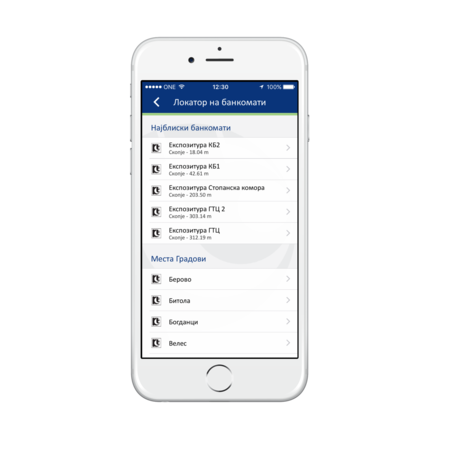 ONE 12:30 100%
Локатор на банкомати
Најблиски банкомати
Експозитура КБ2
Скопје - 18.04 m
Експозитура КБ1
Скопје - 42.61 m
Експозитура Стопанска комора
Скопје - 203.50 m
Експозитура ГТЦ 2
Скопје - 303.14 m
Експозитура ГТЦ
Скопје - 312.19 m
Места Градови
Берово
Битола
Богданци
Велес